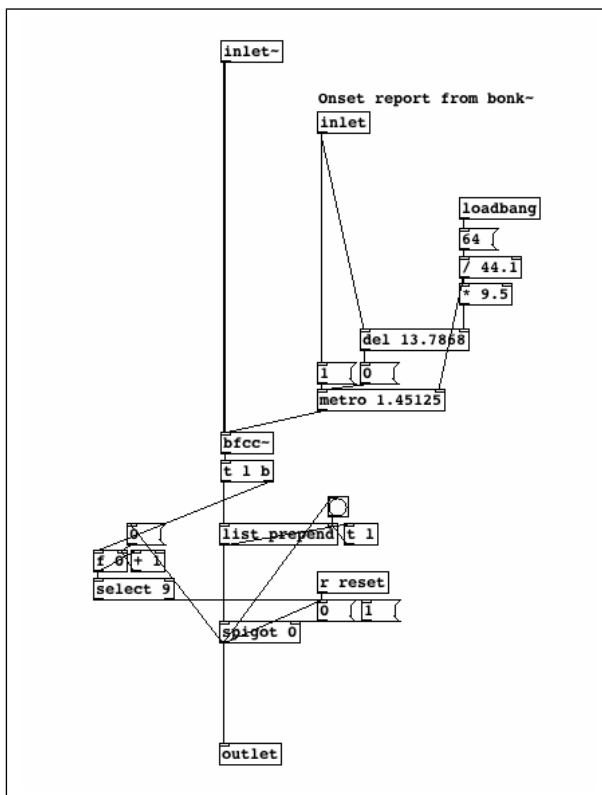 inlet~
Onset report from bonk~
inlet
loadbang
64
/ 44.1
* 9.5
del 13.7868
1
0
metro 1.45125
bfcc~
t l b
0
list prepend
t l
f 0
+ 1
select 9
r reset
0
1
spigot 0
outlet